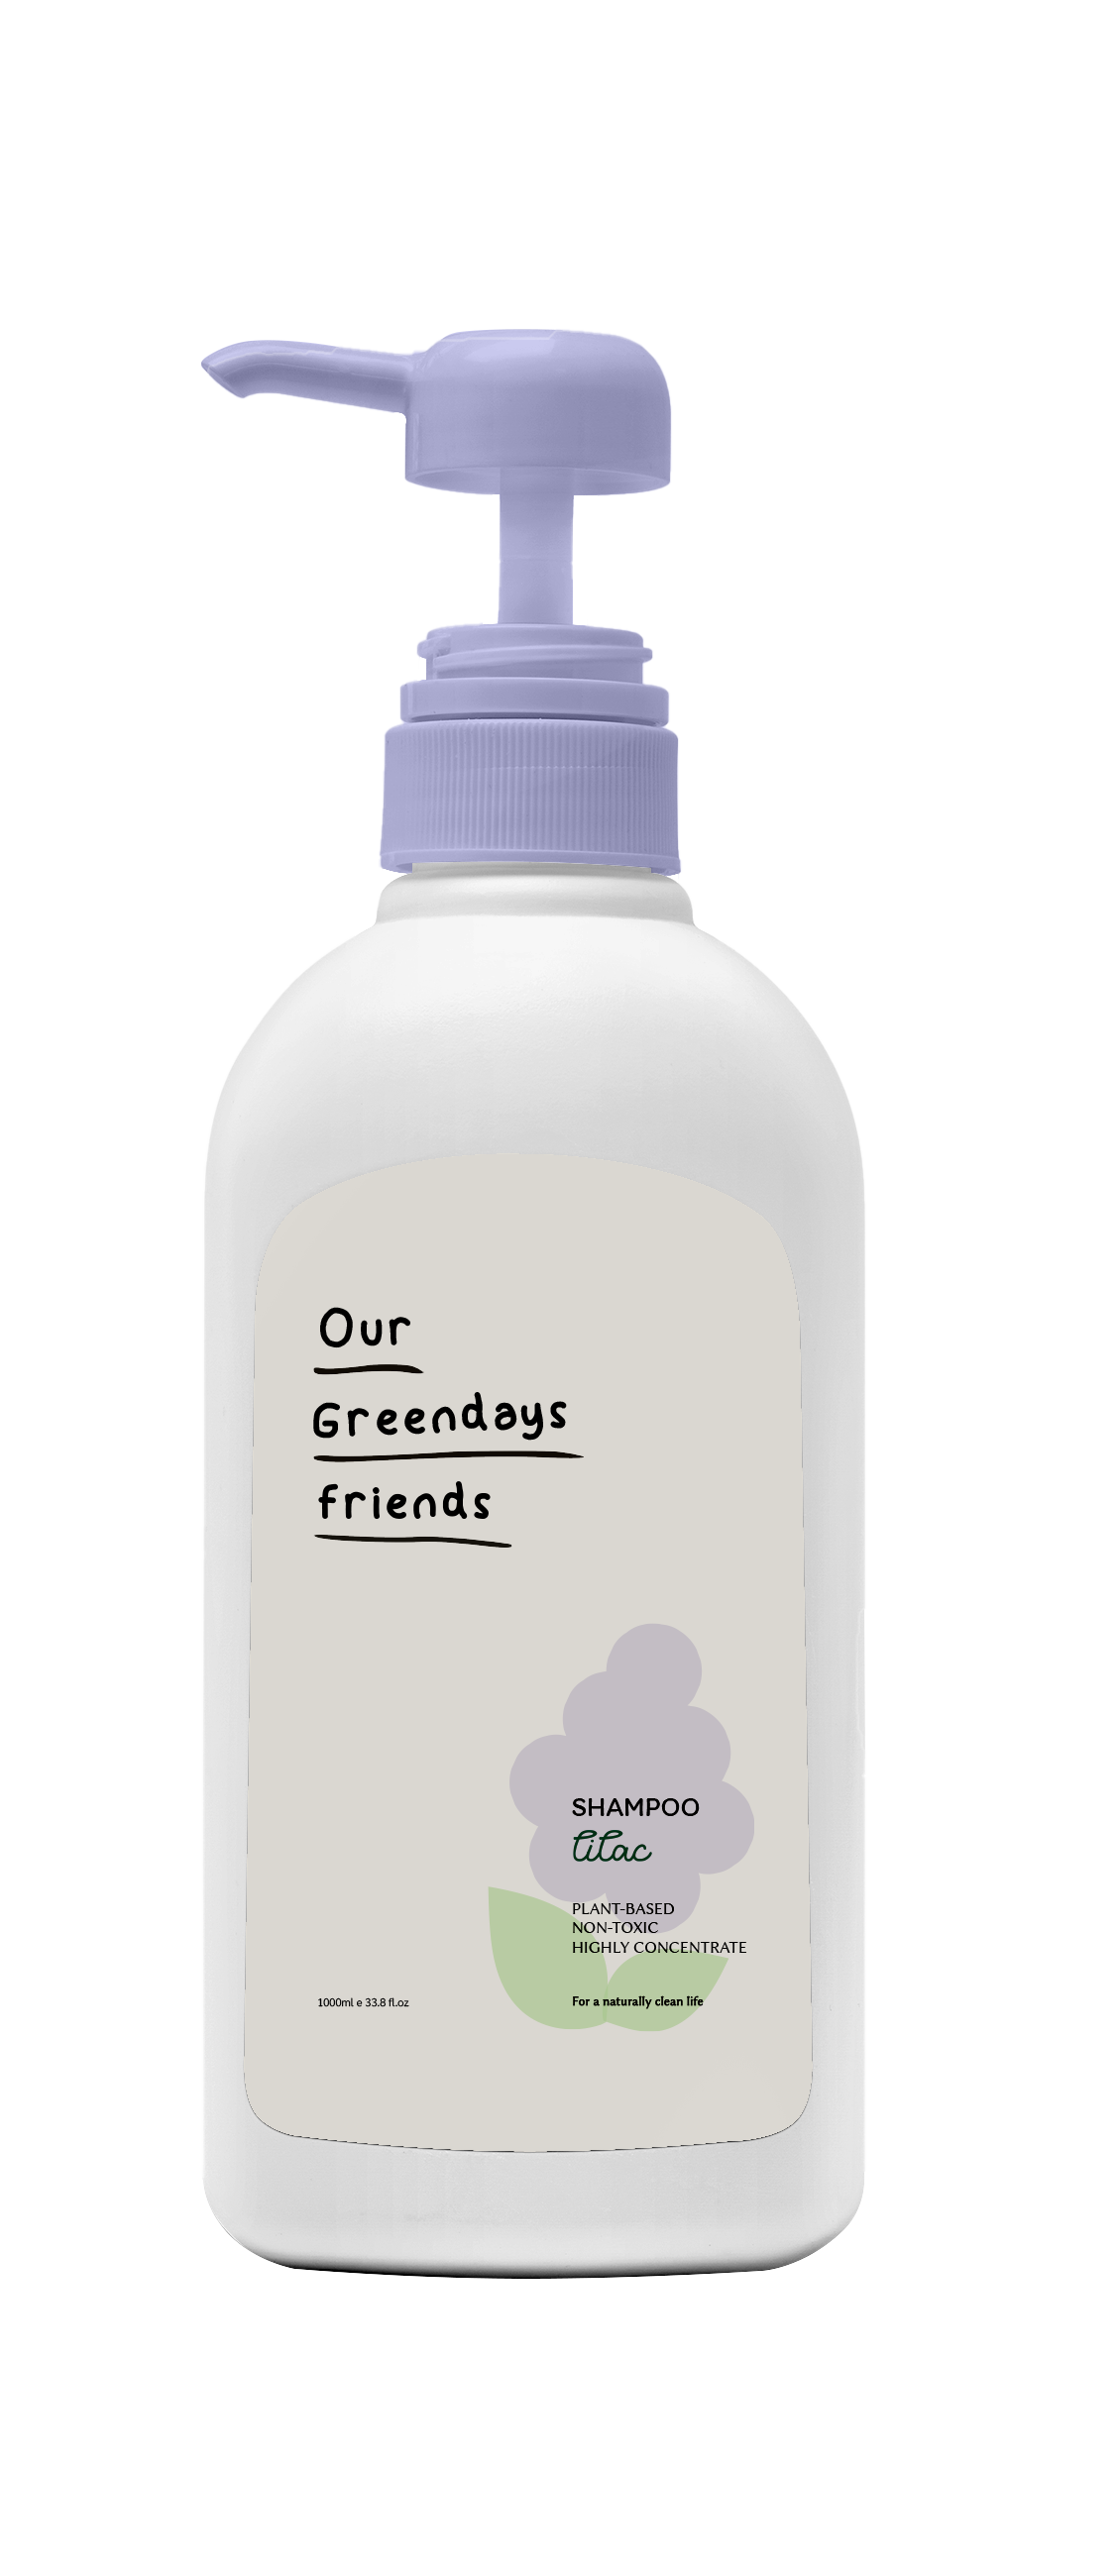 Our
Greendays
friends
SHAMPOO
lilac
PLANT-BASED
NON-TOXIC
HIGHLY CONCENTRATE
1000ml e 33.8 fl.oz
For a naturally clean life